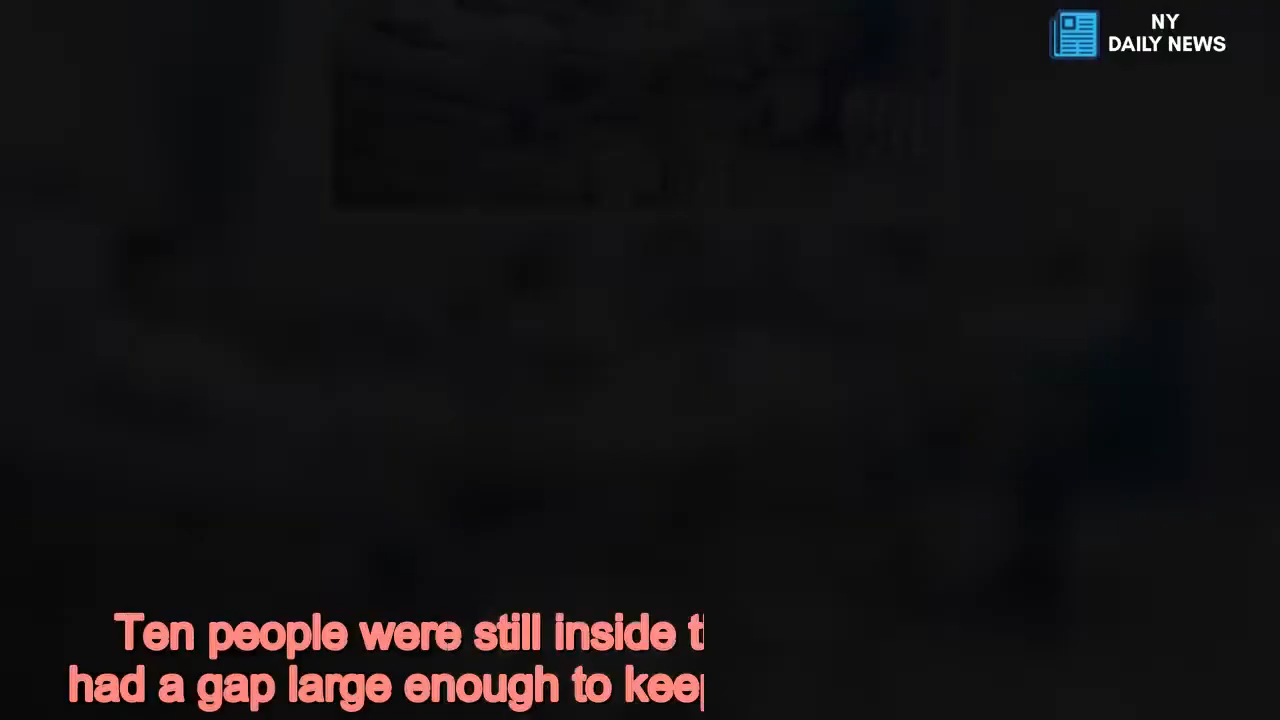 NY
DAILY NEWS
Ten people were still inside
had a gap large enough to